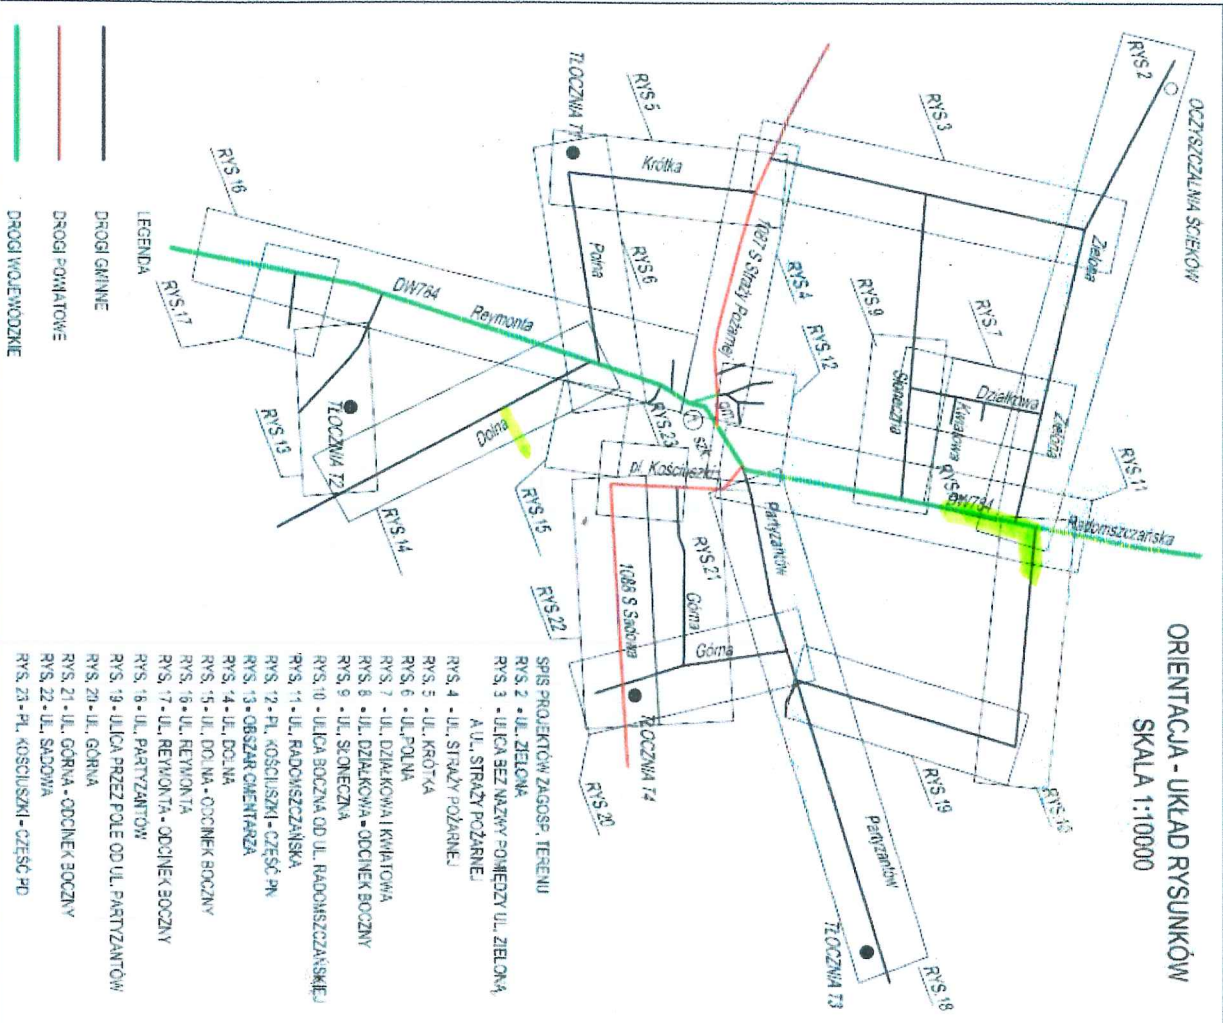 ORIENTACJA - UKŁAD RYSUNKÓW
SKALA 1:10000
OCZYSZCZALNIA ŚCIEKÓW
RYS 2
RYS 3
RYS 5
TŁOCZNIA T1
Krótka
Zielona
1087 S Straży Pożarnej
RYS 4
RYS 9
RYS 7
RYS.12
RYS 6
Polna
RYS 16
DW784
Reymonta
RYS.17
Słoneczna
Działkowa
Kwiatowa
Zielona
RYS.11
DW784
Radomszczańska
gm.
szk
RYS.23
Dolna
RYS.13
TŁOCZNIA T2
RYS.14
RYS.15
pl. Kościuszki
Partyzantów
RYS.21
Górna
1088 S Sadowa
RYS.22
Górna
TŁOCZNIA T4
RYS.20
RYS.19
Partyzantów
TŁOCZNIA T3
RYS.18
LEGENDA
DROGI GMINNE
DROGI POWIATOWE
DROGI WOJEWÓDZKIE
SPIS PROJEKTÓW ZAGOSP. TERENU
RYS. 2 - UL. ZIELONA
RYS. 3 - ULICA BEZ NAZWY POMIĘDZY UL. ZIELONĄ,
A UL. STRAŻY POŻARNEJ
RYS. 4 - UL. STRAŻY POŻARNEJ
RYS. 5 - UL. KRÓTKA
RYS. 6 - UL. POLNA
RYS. 7 - UL. DZIAŁKOWA I KWIATOWA
RYS. 8 - UL. DZIAŁKOWA - ODCINEK BOCZNY
RYS. 9 - UL. SŁONECZNA
RYS. 10 - ULICA BOCZNA OD UL. RADOMSZCZAŃSKIEJ
RYS. 11 - UL. RADOMSZCZAŃSKA
RYS. 12 - PL. KOŚCIUSZKI - CZĘŚĆ PN
RYS. 13 - OBSZAR CMENTARZA
RYS. 14 - UL. DOLNA
RYS. 15 - UL. DOLNA - ODCINEK BOCZNY
RYS. 16 - UL. REYMONTA
RYS. 17 - UL. REYMONTA - ODCINEK BOCZNY
RYS. 18 - UL. PARTYZANTÓW
RYS. 19 - ULICA PRZEZ POLE OD UL. PARTYZANTÓW
RYS. 20 - UL. GÓRNA
RYS. 21 - UL. GÓRNA - ODCINEK BOCZNY
RYS. 22 - UL. SADOWA
RYS. 23 - PL. KOŚCIUSZKI - CZĘŚĆ PD